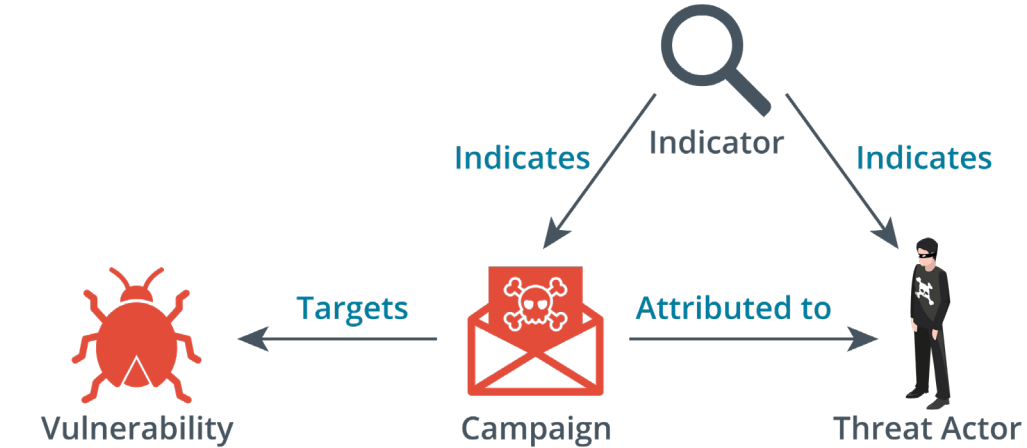 Indicator
Indicates
Indicates
Targets
Attributed to
Vulnerability
Campaign
Threat Actor